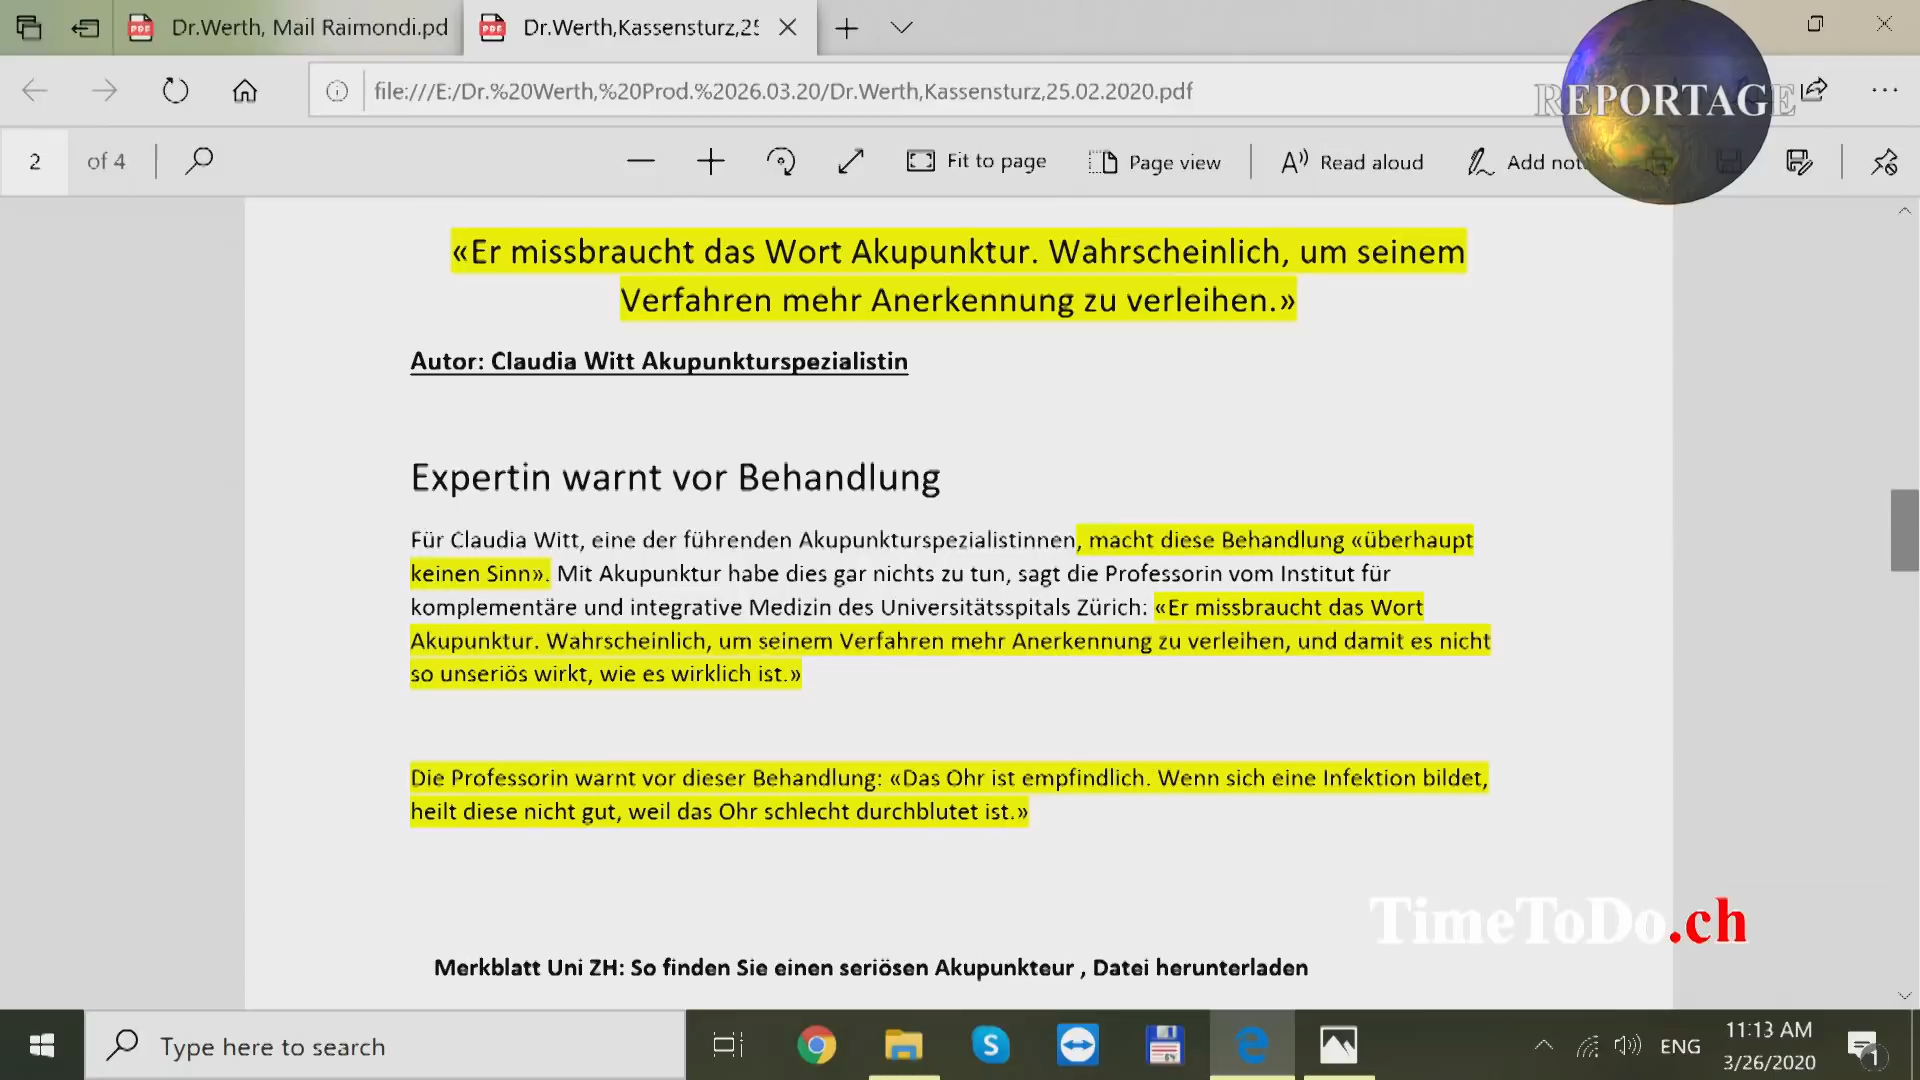 Dr.Werth, Mail Raimondi.pd
Dr.Werth,Kassensturz,25
file:///E:/Dr.%20Werth,%20Prod.%2026.03.20/Dr.Werth,Kassensturz,25.02.2020.pdf
REPORTAGE
2 of 4
Fit to page
Page view
Read aloud
Add not
«Er missbraucht das Wort Akupunktur. Wahrscheinlich, um seinem
Verfahren mehr Anerkennung zu verleihen.»
Autor: Claudia Witt Akupunkturspezialistin
Expertin warnt vor Behandlung
Für Claudia Witt, eine der führenden Akupunkturspezialistinnen, macht diese Behandlung «überhaupt
keinen Sinn». Mit Akupunktur habe dies gar nichts zu tun, sagt die Professorin vom Institut für
komplementäre und integrative Medizin des Universitätsspitals Zürich: «Er missbraucht das Wort
Akupunktur. Wahrscheinlich, um seinem Verfahren mehr Anerkennung zu verleihen, und damit es nicht
so unseriös wirkt, wie es wirklich ist.»
Die Professorin warnt vor dieser Behandlung: «Das Ohr ist empfindlich. Wenn sich eine Infektion bildet,
heilt diese nicht gut, weil das Ohr schlecht durchblutet ist.»
TimeToDo.ch
Merkblatt Uni ZH: So finden Sie einen seriösen Akupunkteur , Datei herunterladen
Type here to search
ENG
11:13 AM
3/26/2020
1